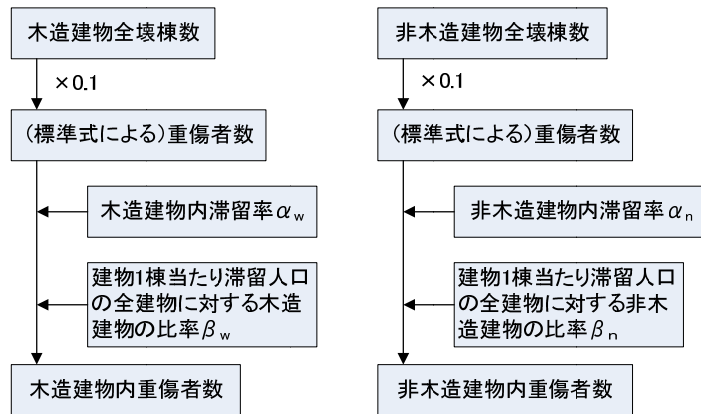 木造建物全壊棟数
×0.1
(標準式による)重傷者数
木造建物内滞留率αw
建物1棟当たり滞留人口
の全建物に対する木造
建物の比率βw
木造建物内重傷者数
非木造建物全壊棟数
×0.1
(標準式による)重傷者数
非木造建物内滞留率αn
建物1棟当たり滞留人口
の全建物に対する非木
造建物の比率βn
非木造建物内重傷者数